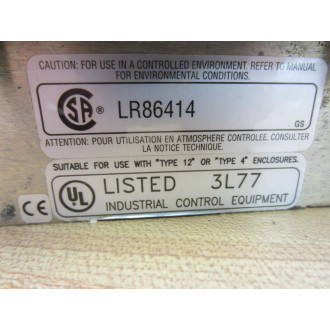 CAUTION: FOR USE IN A CONTROLLED ENVIRONMENT. REFER TO MANUAL
FOR ENVIRONMENTAL CONDITIONS.
CSA ® LR86414
GS
ATTENTION: POUR UTILISATION EN ATMOSPHERE CONTROLEE. CONSULTER
LA NOTICE TECHNIQUE.
SUITABLE FOR USE WITH "TYPE 12" OR "TYPE 4" ENCLOSURES.
UL LISTED 3L77
CE INDUSTRIAL CONTROL EQUIPMENT